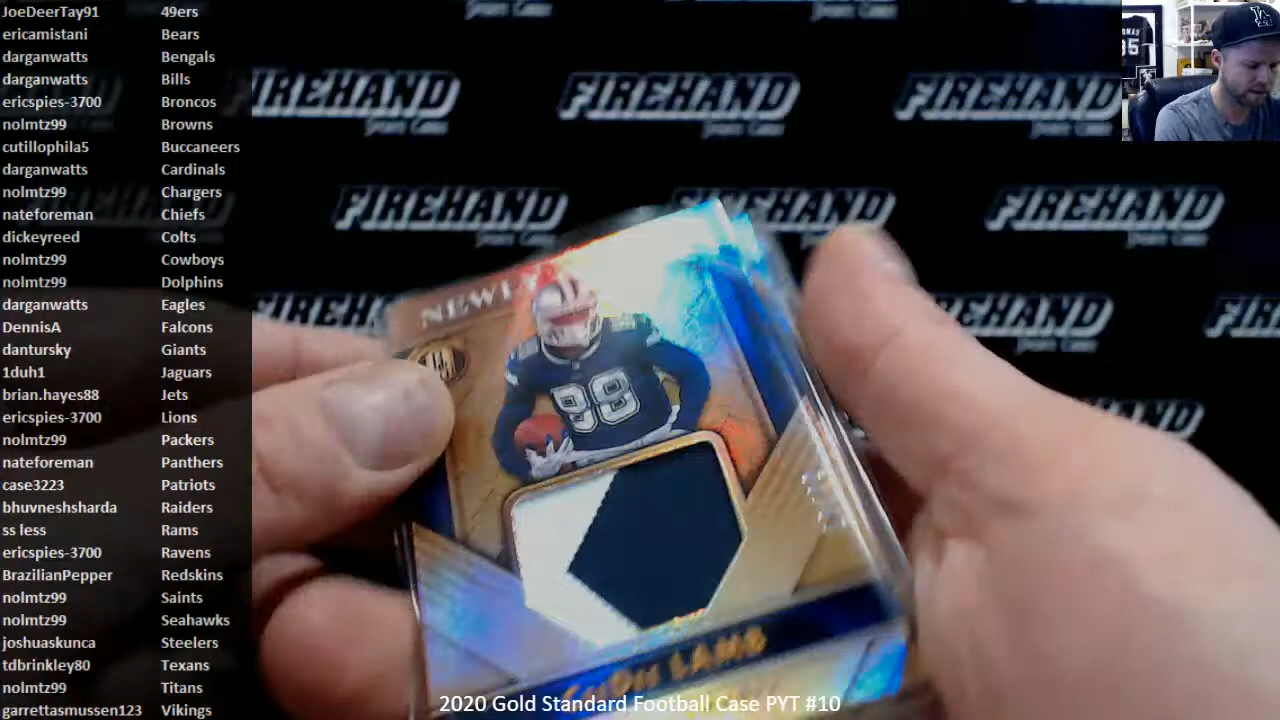 JoeDeerTay91 49ers
ericamistani Bears
darganwatts Bengals
darganwatts Bills
ericspies-3700 Broncos
nolmtz99 Browns
cutillophila5 Buccaneers
darganwatts Cardinals
nolmtz99 Chargers
nateforeman Chiefs
dickeyreed Colts
nolmtz99 Cowboys
nolmtz99 Dolphins
darganwatts Eagles
DennisA Falcons
dantursky Giants
1duh1 Jaguars
brian.hayes88 Jets
ericspies-3700 Lions
nolmtz99 Packers
nateforeman Panthers
case3223 Patriots
bhuvneshsharda Raiders
ss less Rams
ericspies-3700 Ravens
BrazilianPepper Redskins
nolmtz99 Saints
nolmtz99 Seahawks
joshuaskunca Steelers
tdbrinkley80 Texans
nolmtz99 Titans
garrettasmussen123 Vikings
FIREHAND FIREHAND FIREHAND
FIREHAND FIREHAND FIREHAND
LA
88
LAMB
2020 Gold Standard Football Case PYT #10